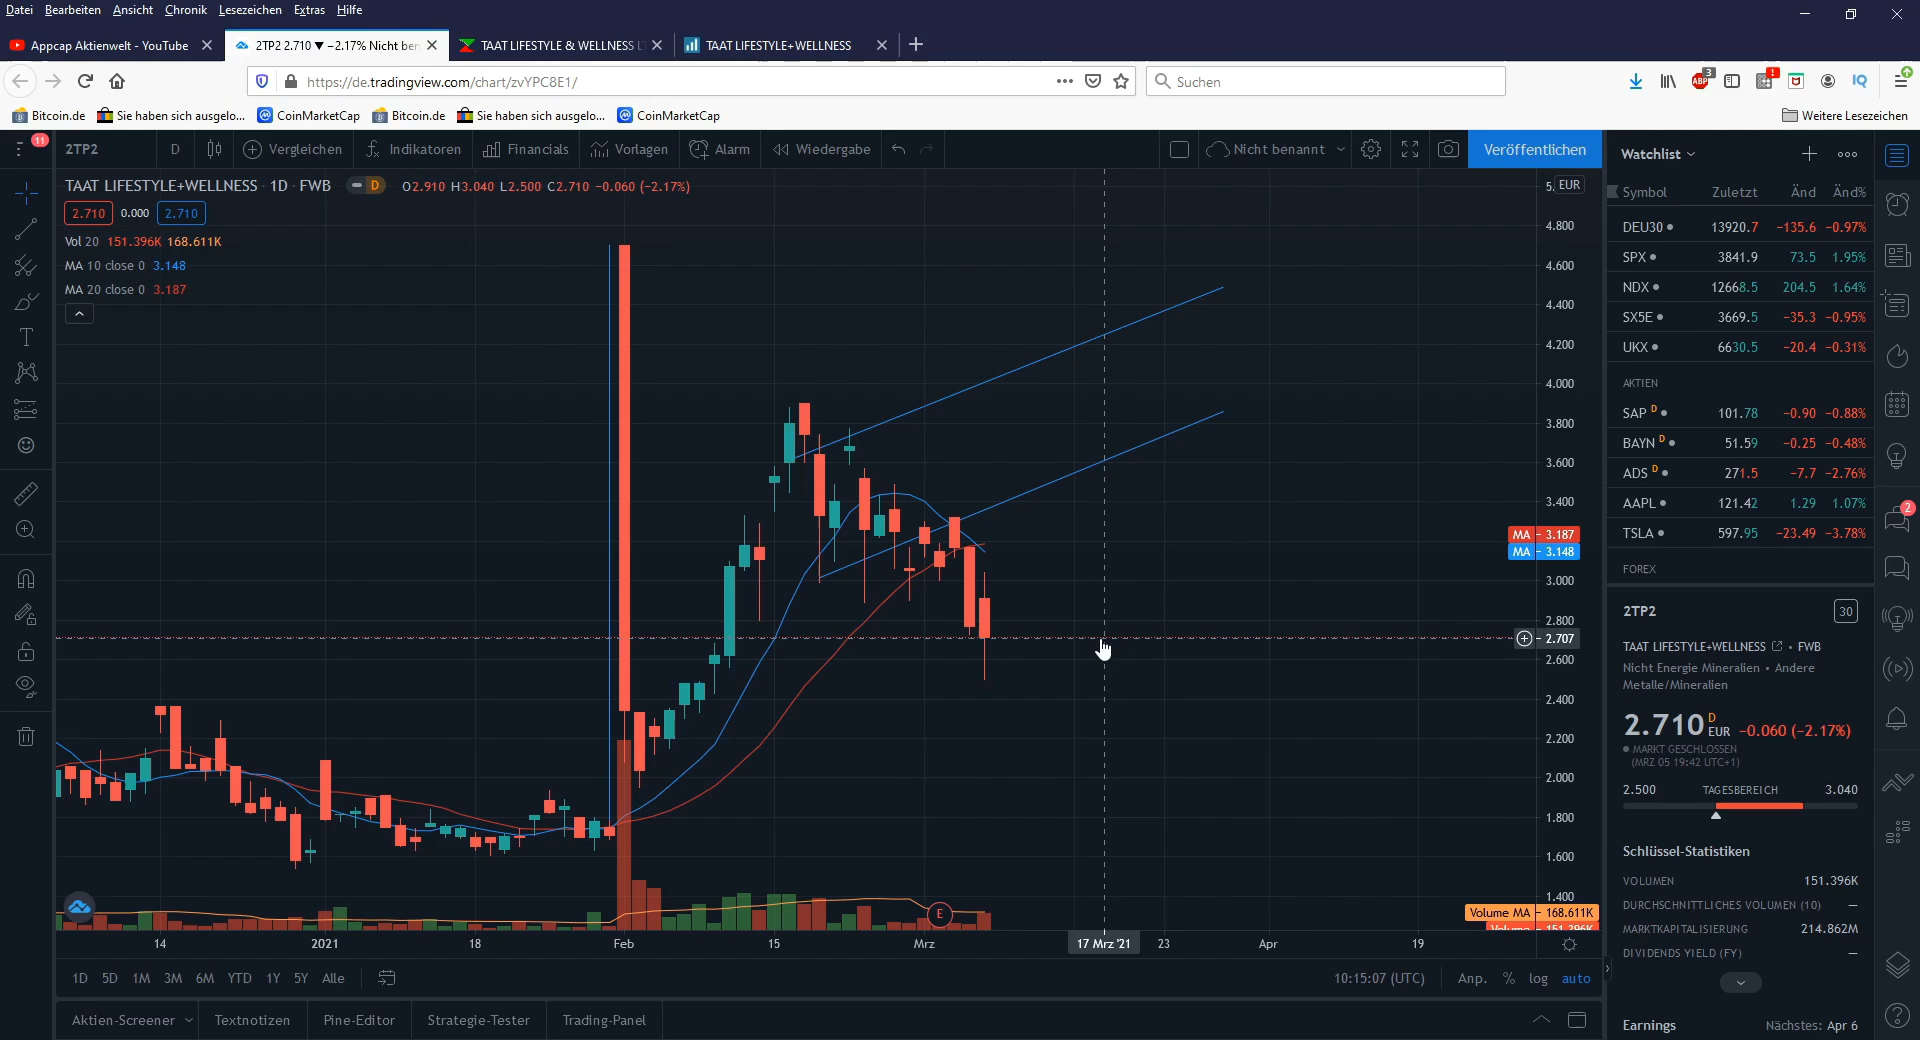 Datei Bearbeiten Ansicht Chronik Lesezeichen Extras Hilfe
Appcap Aktienwelt - YouTube
2TP2 2.710 ▼ −2.17% Nicht ben
TAAT LIFESTYLE & WELLNESS L
TAAT LIFESTYLE+WELLNESS
https://de.tradingview.com/chart/zvYPC8E1/
Suchen
Bitcoin.de Sie haben sich ausgelo... CoinMarketCap Bitcoin.de Sie haben sich ausgelo... CoinMarketCap Weitere Lesezeichen
11 2TP2 D Vergleichen Indikatoren Financials Vorlagen Alarm Wiedergabe Nicht benannt Veröffentlichen
TAAT LIFESTYLE+WELLNESS · 1D · FWB D O2.910 H3.040 L2.500 C2.710 −0.060 (−2.17%)
2.710 0.000 2.710
Vol 20 151.396K 168.611K
MA 10 close 0 3.148
MA 20 close 0 3.187
5. EUR
4.800
4.600
4.400
4.200
4.000
3.800
3.600
3.400
MA 3.187
MA 3.148
3.000
2.800
2.707
2.600
2.400
2.200
2.000
1.800
1.600
1.400
Volume MA 168.611K
Volume 151.396K
E
14 2021 18 Feb 15 Mrz 17 Mrz '21 23 Apr 19
1D 5D 1M 3M 6M YTD 1Y 5Y Alle 10:15:07 (UTC) Anp. % log auto
Aktien-Screener Textnotizen Pine-Editor Strategie-Tester Trading-Panel
Watchlist
Symbol Zuletzt Änd Änd%
DEU30 13920.7 −135.6 −0.97%
SPX 3841.9 73.5 1.95%
NDX 12668.5 204.5 1.64%
SX5E 3669.5 −35.3 −0.95%
UKX 6630.5 −20.4 −0.31%
AKTIEN
SAP D 101.78 −0.90 −0.88%
BAYN D 51.59 −0.25 −0.48%
ADS D 271.5 −7.7 −2.76%
AAPL 121.42 1.29 1.07%
TSLA 597.95 −23.49 −3.78%
FOREX
2TP2 30
TAAT LIFESTYLE+WELLNESS • FWB
Nicht Energie Mineralien • Andere
Metalle/Mineralien
2.710 D EUR −0.060 (−2.17%)
MARKT GESCHLOSSEN
(MRZ 05 19:42 UTC+1)
2.500 TAGESBEREICH 3.040
Schlüssel-Statistiken
VOLUMEN 151.396K
DURCHSCHNITTLICHES VOLUMEN (10) —
MARKTKAPITALISIERUNG 214.862M
DIVIDENDS YIELD (FY) —
Earnings Nächstes: Apr 6
ABP 3
IQ
2